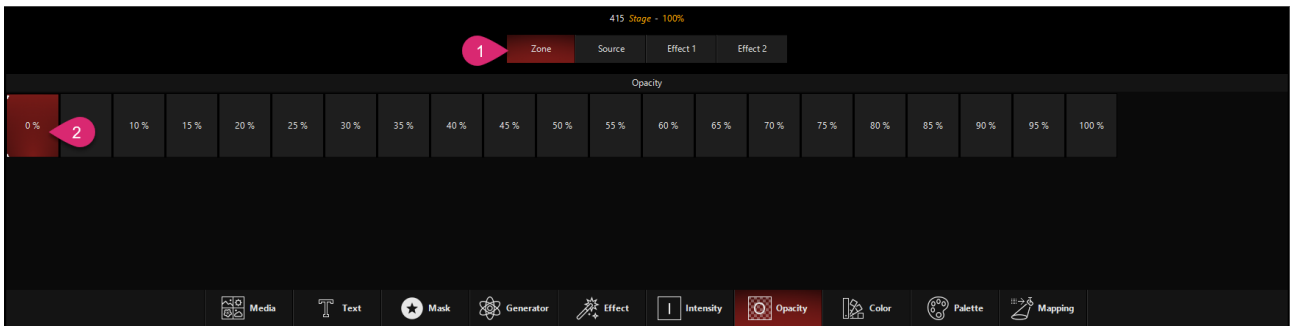 415 Stage - 100%
1 Zone Source Effect 1 Effect 2
Opacity
0 % 2 10 % 15 % 20 % 25 % 30 % 35 % 40 % 45 % 50 % 55 % 60 % 65 % 70 % 75 % 80 % 85 % 90 % 95 % 100 %
Media Text Mask Generator Effect Intensity Opacity Color Palette Mapping